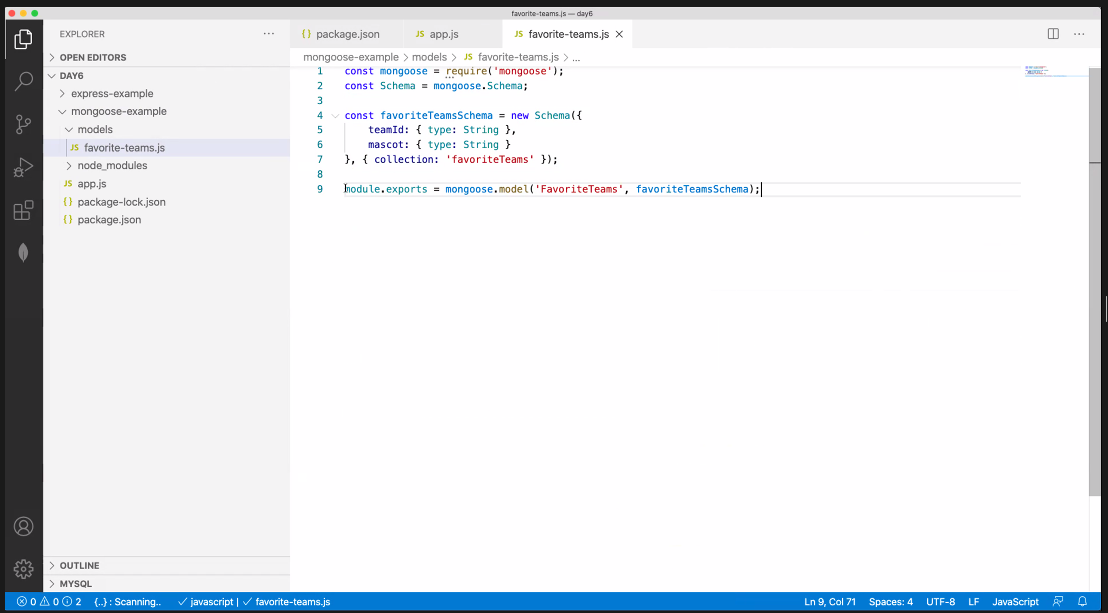 favorite-teams.js — day6
EXPLORER
OPEN EDITORS
DAY6
express-example
mongoose-example
models
JS favorite-teams.js
node_modules
JS app.js
{} package-lock.json
{} package.json
OUTLINE
MYSQL
{} package.json
JS app.js
JS favorite-teams.js
mongoose-example > models > JS favorite-teams.js > ...
1 const mongoose = require('mongoose');
2 const Schema = mongoose.Schema;
3
4 const favoriteTeamsSchema = new Schema({
5 teamId: { type: String },
6 mascot: { type: String }
7 }, { collection: 'favoriteTeams' });
8
9 module.exports = mongoose.model('FavoriteTeams', favoriteTeamsSchema);
0 0 2 {..} : Scanning.. javascript | favorite-teams.js Ln 9, Col 71 Spaces: 4 UTF-8 LF JavaScript